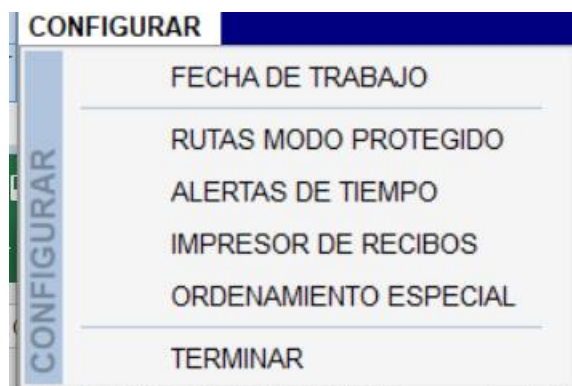 CONFIGURAR
FECHA DE TRABAJO
RUTAS MODO PROTEGIDO
ALERTAS DE TIEMPO
IMPRESOR DE RECIBOS
ORDENAMIENTO ESPECIAL
TERMINAR
CONFIGURAR